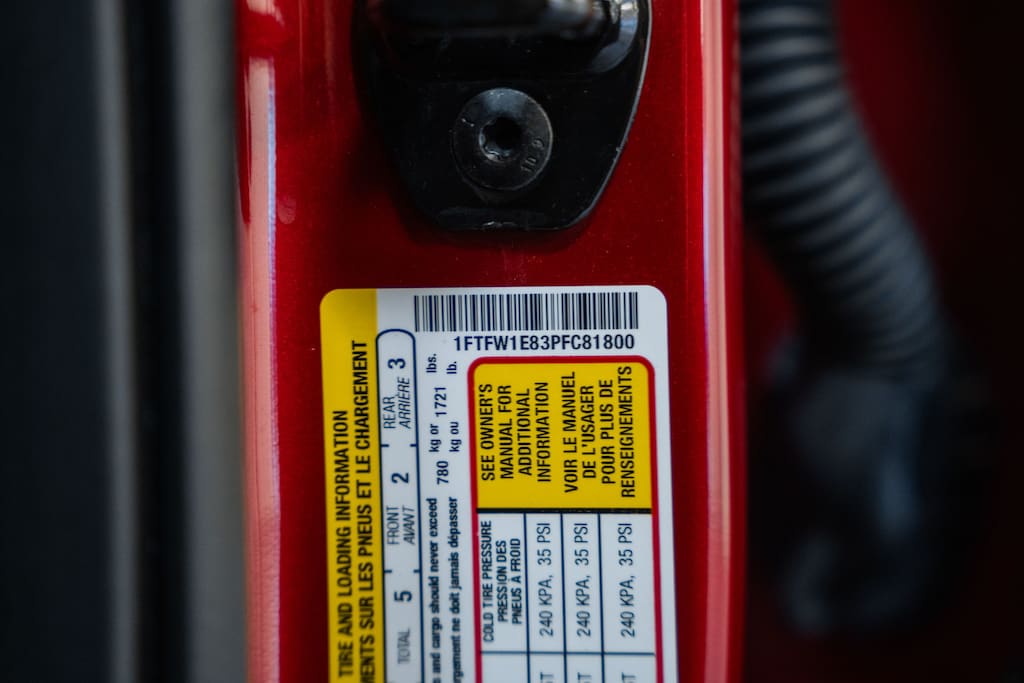 1FTFW1E83PFC81800
TIRE AND LOADING INFORMATION
MENTS SUR LES PNEUS ET LE CHARGEMENT
TOTAL 5 FRONT 2 REAR 3
AVANT ARRIÈRE
and cargo should never exceed 780 kg or 1721 lbs.
ne doit jamais dépasser kg ou lb.
SEE OWNER'S
MANUAL FOR
ADDITIONAL
INFORMATION
VOIR LE MANUEL
DE L'USAGER
POUR PLUS DE
RENSEIGNEMENTS
COLD TIRE PRESSURE
PRESSION DES
PNEUS À FROID
240 KPA, 35 PSI
240 KPA, 35 PSI
240 KPA, 35 PSI